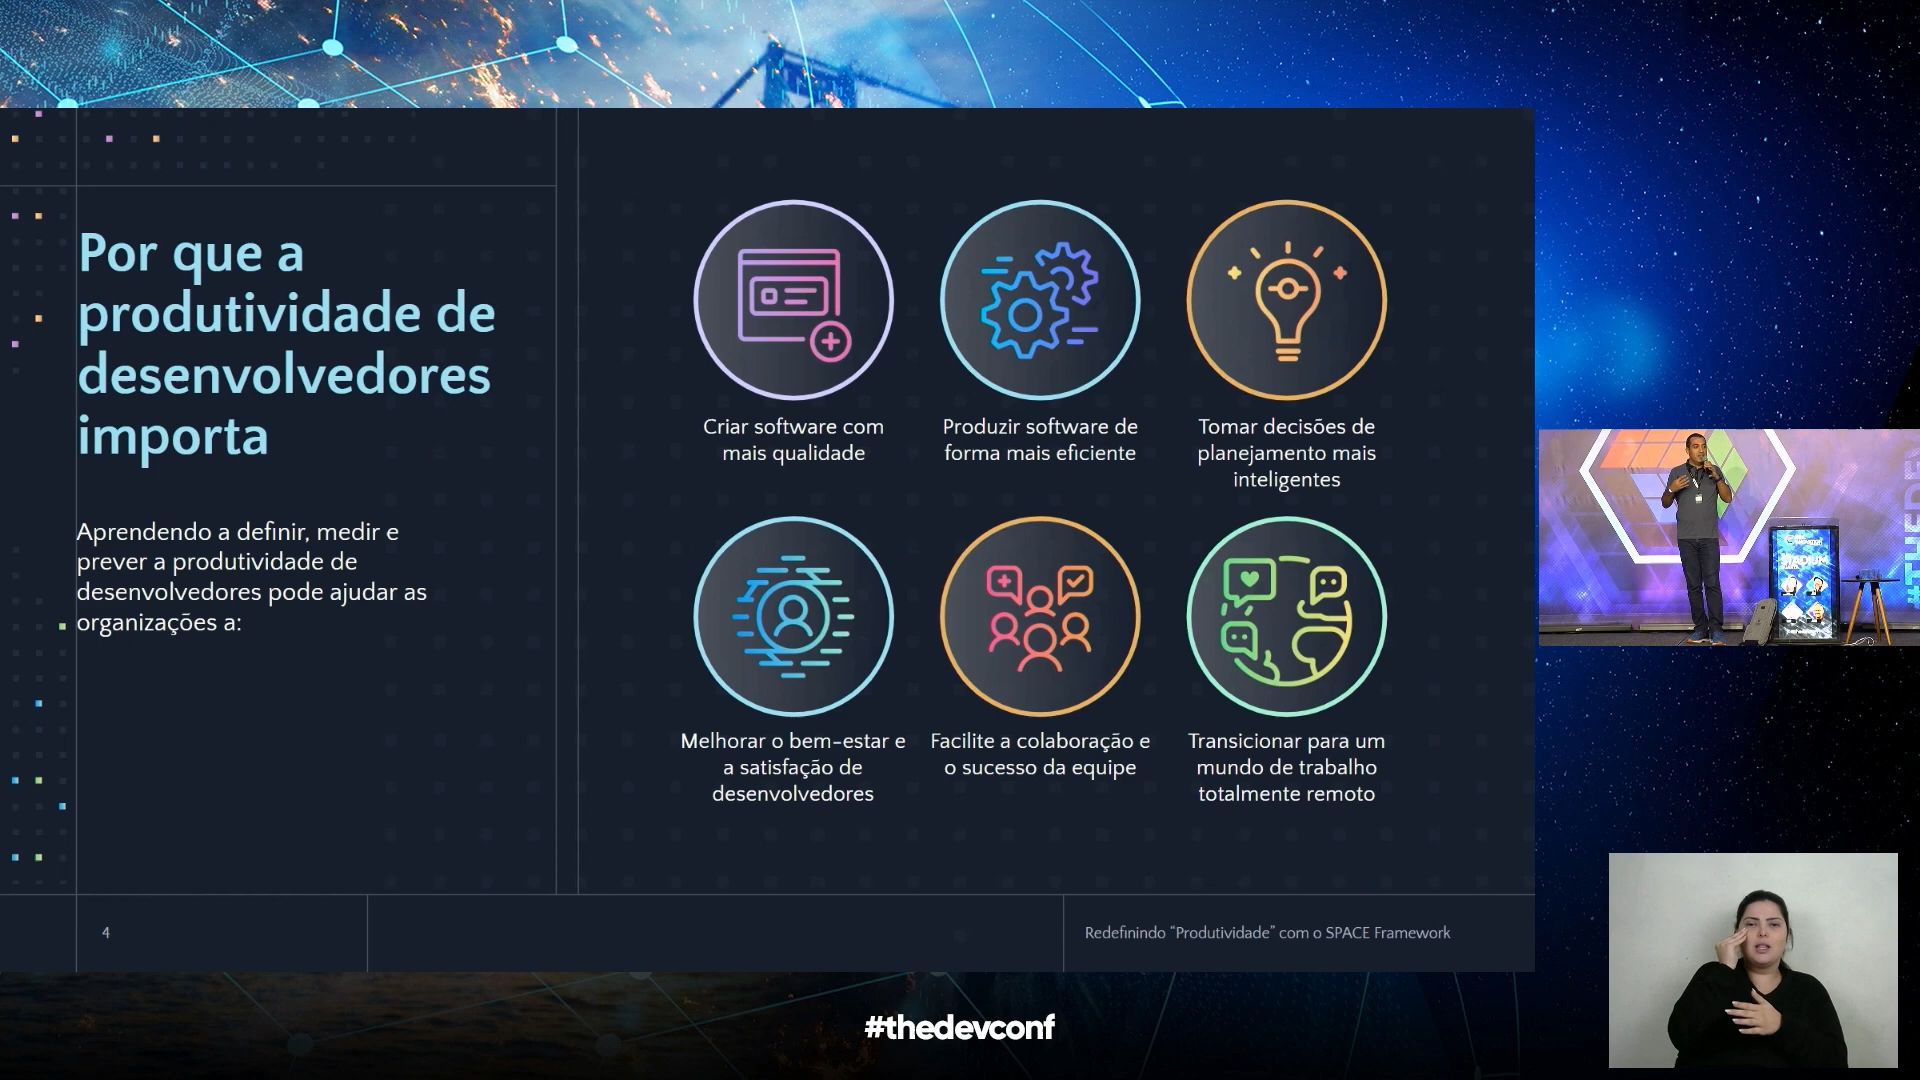 Por que a
produtividade de
desenvolvedores
importa
Aprendendo a definir, medir e
prever a produtividade de
desenvolvedores pode ajudar as
organizações a:
Criar software com
mais qualidade
Produzir software de
forma mais eficiente
Tomar decisões de
planejamento mais
inteligentes
Melhorar o bem-estar e
a satisfação de
desenvolvedores
Facilite a colaboração e
o sucesso da equipe
Transicionar para um
mundo de trabalho
totalmente remoto
4
Redefinindo “Produtividade” com o SPACE Framework
#thedevconf